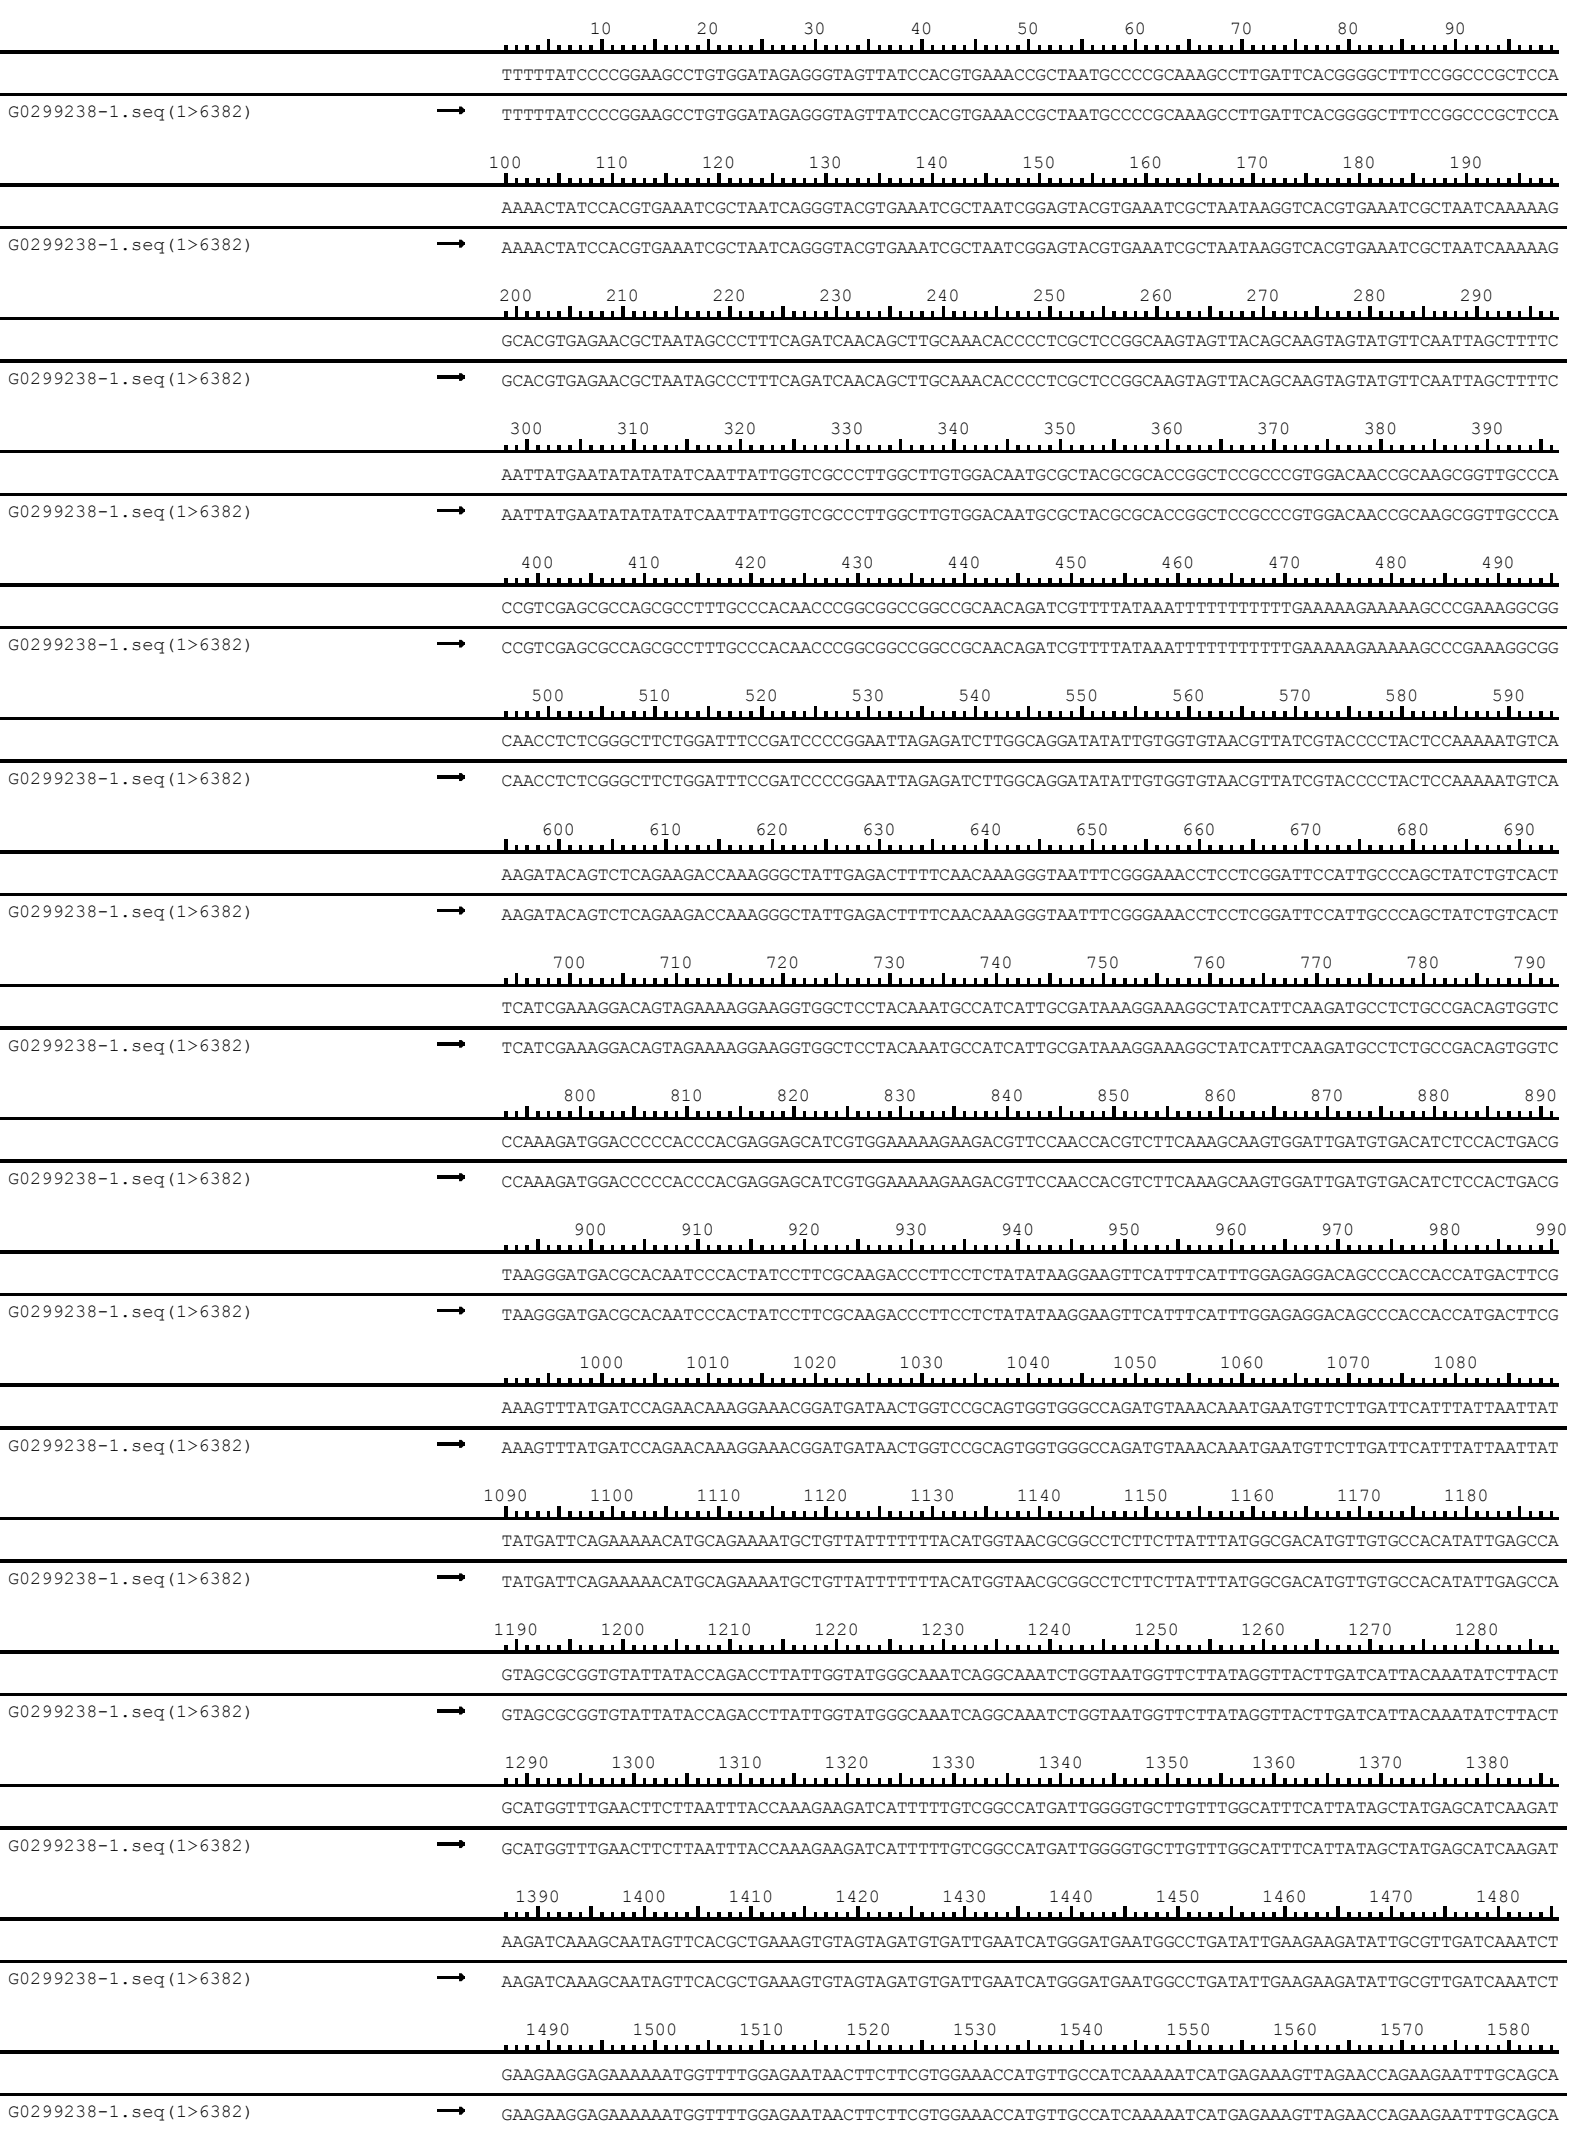 10 20 30 40 50 60 70 80 90
TTTTTATCCCCGGAAGCCTGTGGATAGAGGGTAGTTATCCACGTGAAACCGCTAATGCCCCGCAAAGCCTTGATTCACGGGGCTTTCCGGCCCGCTCCA
G0299238-1.seq(1>6382) → TTTTTATCCCCGGAAGCCTGTGGATAGAGGGTAGTTATCCACGTGAAACCGCTAATGCCCCGCAAAGCCTTGATTCACGGGGCTTTCCGGCCCGCTCCA
100 110 120 130 140 150 160 170 180 190
AAAACTATCCACGTGAAATCGCTAATCAGGGTACGTGAAATCGCTAATCGGAGTACGTGAAATCGCTAATAAGGTCACGTGAAATCGCTAATCAAAAAG
G0299238-1.seq(1>6382) → AAAACTATCCACGTGAAATCGCTAATCAGGGTACGTGAAATCGCTAATCGGAGTACGTGAAATCGCTAATAAGGTCACGTGAAATCGCTAATCAAAAAG
200 210 220 230 240 250 260 270 280 290
GCACGTGAGAACGCTAATAGCCCTTTCAGATCAACAGCTTGCAAACACCCCTCGCTCCGGCAAGTAGTTACAGCAAGTAGTATGTTCAATTAGCTTTTC
G0299238-1.seq(1>6382) → GCACGTGAGAACGCTAATAGCCCTTTCAGATCAACAGCTTGCAAACACCCCTCGCTCCGGCAAGTAGTTACAGCAAGTAGTATGTTCAATTAGCTTTTC
300 310 320 330 340 350 360 370 380 390
AATTATGAATATATATATCAATTATTGGTCGCCCTTGGCTTGTGGACAATGCGCTACGCGCACCGGCTCCGCCCGTGGACAACCGCAAGCGGTTGCCCA
G0299238-1.seq(1>6382) → AATTATGAATATATATATCAATTATTGGTCGCCCTTGGCTTGTGGACAATGCGCTACGCGCACCGGCTCCGCCCGTGGACAACCGCAAGCGGTTGCCCA
400 410 420 430 440 450 460 470 480 490
CCGTCGAGCGCCAGCGCCTTTGCCCACAACCCGGCGGCCGGCCGCAACAGATCGTTTTATAAATTTTTTTTTTTGAAAAAGAAAAAGCCCGAAAGGCGG
G0299238-1.seq(1>6382) → CCGTCGAGCGCCAGCGCCTTTGCCCACAACCCGGCGGCCGGCCGCAACAGATCGTTTTATAAATTTTTTTTTTTGAAAAAGAAAAAGCCCGAAAGGCGG
500 510 520 530 540 550 560 570 580 590
CAACCTCTCGGGCTTCTGGATTTCCGATCCCCGGAATTAGAGATCTTGGCAGGATATATTGTGGTGTAACGTTATCGTACCCCTACTCCAAAAATGTCA
G0299238-1.seq(1>6382) → CAACCTCTCGGGCTTCTGGATTTCCGATCCCCGGAATTAGAGATCTTGGCAGGATATATTGTGGTGTAACGTTATCGTACCCCTACTCCAAAAATGTCA
600 610 620 630 640 650 660 670 680 690
AAGATACAGTCTCAGAAGACCAAAGGGCTATTGAGACTTTTCAACAAAGGGTAATTTCGGGAAACCTCCTCGGATTCCATTGCCCAGCTATCTGTCACT
G0299238-1.seq(1>6382) → AAGATACAGTCTCAGAAGACCAAAGGGCTATTGAGACTTTTCAACAAAGGGTAATTTCGGGAAACCTCCTCGGATTCCATTGCCCAGCTATCTGTCACT
700 710 720 730 740 750 760 770 780 790
TCATCGAAAGGACAGTAGAAAAGGAAGGTGGCTCCTACAAATGCCATCATTGCGATAAAGGAAAGGCTATCATTCAAGATGCCTCTGCCGACAGTGGTC
G0299238-1.seq(1>6382) → TCATCGAAAGGACAGTAGAAAAGGAAGGTGGCTCCTACAAATGCCATCATTGCGATAAAGGAAAGGCTATCATTCAAGATGCCTCTGCCGACAGTGGTC
800 810 820 830 840 850 860 870 880 890
CCAAAGATGGACCCCCACCCACGAGGAGCATCGTGGAAAAAGAAGACGTTCCAACCACGTCTTCAAAGCAAGTGGATTGATGTGACATCTCCACTGACG
G0299238-1.seq(1>6382) → CCAAAGATGGACCCCCACCCACGAGGAGCATCGTGGAAAAAGAAGACGTTCCAACCACGTCTTCAAAGCAAGTGGATTGATGTGACATCTCCACTGACG
900 910 920 930 940 950 960 970 980 990
TAAGGGATGACGCACAATCCCACTATCCTTCGCAAGACCCTTCCTCTATATAAGGAAGTTCATTTCATTTGGAGAGGACAGCCCACCACCATGACTTCG
G0299238-1.seq(1>6382) → TAAGGGATGACGCACAATCCCACTATCCTTCGCAAGACCCTTCCTCTATATAAGGAAGTTCATTTCATTTGGAGAGGACAGCCCACCACCATGACTTCG
1000 1010 1020 1030 1040 1050 1060 1070 1080
AAAGTTTATGATCCAGAACAAAGGAAACGGATGATAACTGGTCCGCAGTGGTGGGCCAGATGTAAACAAATGAATGTTCTTGATTCATTTATTAATTAT
G0299238-1.seq(1>6382) → AAAGTTTATGATCCAGAACAAAGGAAACGGATGATAACTGGTCCGCAGTGGTGGGCCAGATGTAAACAAATGAATGTTCTTGATTCATTTATTAATTAT
1090 1100 1110 1120 1130 1140 1150 1160 1170 1180
TATGATTCAGAAAAACATGCAGAAAATGCTGTTATTTTTTTACATGGTAACGCGGCCTCTTCTTATTTATGGCGACATGTTGTGCCACATATTGAGCCA
G0299238-1.seq(1>6382) → TATGATTCAGAAAAACATGCAGAAAATGCTGTTATTTTTTTACATGGTAACGCGGCCTCTTCTTATTTATGGCGACATGTTGTGCCACATATTGAGCCA
1190 1200 1210 1220 1230 1240 1250 1260 1270 1280
GTAGCGCGGTGTATTATACCAGACCTTATTGGTATGGGCAAATCAGGCAAATCTGGTAATGGTTCTTATAGGTTACTTGATCATTACAAATATCTTACT
G0299238-1.seq(1>6382) → GTAGCGCGGTGTATTATACCAGACCTTATTGGTATGGGCAAATCAGGCAAATCTGGTAATGGTTCTTATAGGTTACTTGATCATTACAAATATCTTACT
1290 1300 1310 1320 1330 1340 1350 1360 1370 1380
GCATGGTTTGAACTTCTTAATTTACCAAAGAAGATCATTTTTGTCGGCCATGATTGGGGTGCTTGTTTGGCATTTCATTATAGCTATGAGCATCAAGAT
G0299238-1.seq(1>6382) → GCATGGTTTGAACTTCTTAATTTACCAAAGAAGATCATTTTTGTCGGCCATGATTGGGGTGCTTGTTTGGCATTTCATTATAGCTATGAGCATCAAGAT
1390 1400 1410 1420 1430 1440 1450 1460 1470 1480
AAGATCAAAGCAATAGTTCACGCTGAAAGTGTAGTAGATGTGATTGAATCATGGGATGAATGGCCTGATATTGAAGAAGATATTGCGTTGATCAAATCT
G0299238-1.seq(1>6382) → AAGATCAAAGCAATAGTTCACGCTGAAAGTGTAGTAGATGTGATTGAATCATGGGATGAATGGCCTGATATTGAAGAAGATATTGCGTTGATCAAATCT
1490 1500 1510 1520 1530 1540 1550 1560 1570 1580
GAAGAAGGAGAAAAAATGGTTTTGGAGAATAACTTCTTCGTGGAAACCATGTTGCCATCAAAAATCATGAGAAAGTTAGAACCAGAAGAATTTGCAGCA
G0299238-1.seq(1>6382) → GAAGAAGGAGAAAAAATGGTTTTGGAGAATAACTTCTTCGTGGAAACCATGTTGCCATCAAAAATCATGAGAAAGTTAGAACCAGAAGAATTTGCAGCA